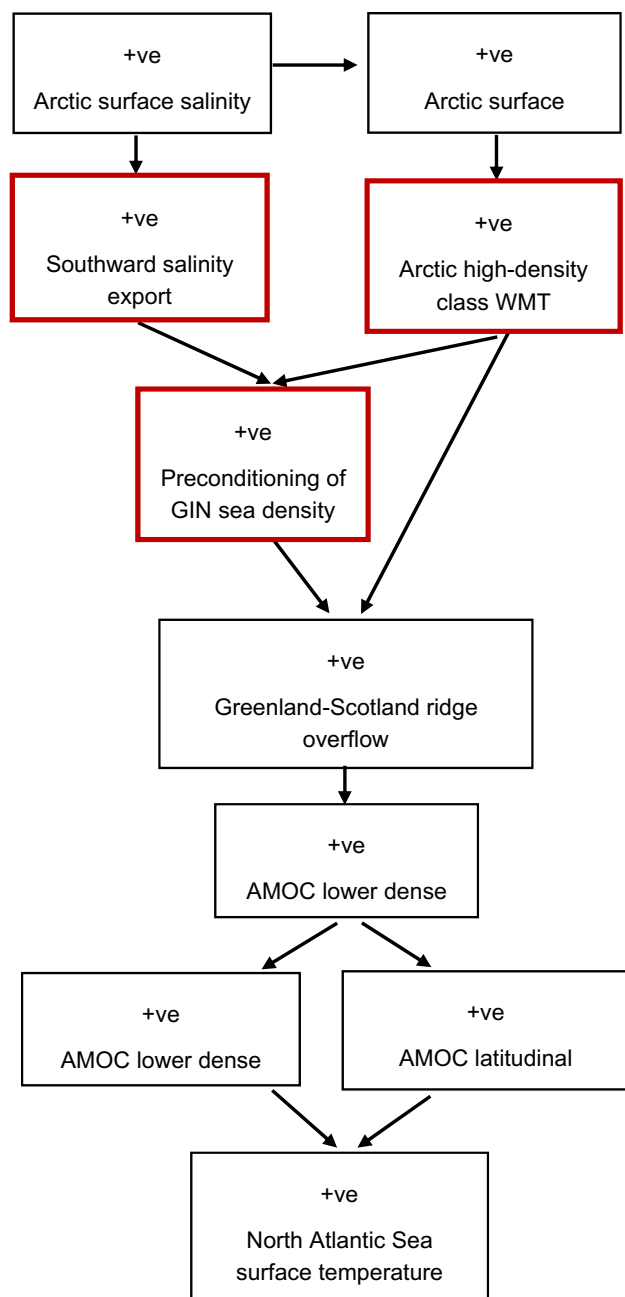 +ve
Arctic surface salinity
+ve
Arctic surface
+ve
Southward salinity
export
+ve
Arctic high-density
class WMT
+ve
Preconditioning of
GIN sea density
+ve
Greenland-Scotland ridge
overflow
+ve
AMOC lower dense
+ve
AMOC lower dense
+ve
AMOC latitudinal
+ve
North Atlantic Sea
surface temperature